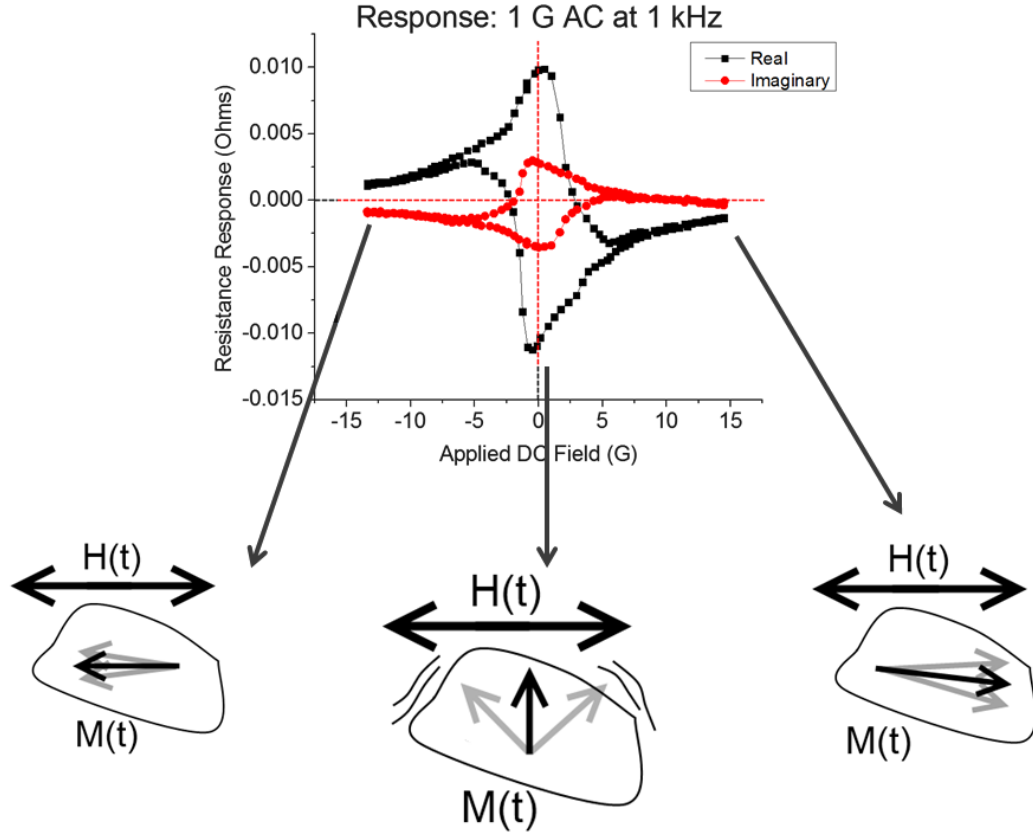 Response: 1 G AC at 1 kHz
Real
Imaginary
Resistance Response (Ohms)
0.010
0.005
0.000
-0.005
-0.010
-0.015
-15 -10 -5 0 5 10 15
Applied DC Field (G)
H(t)
M(t)
H(t)
M(t)
H(t)
M(t)